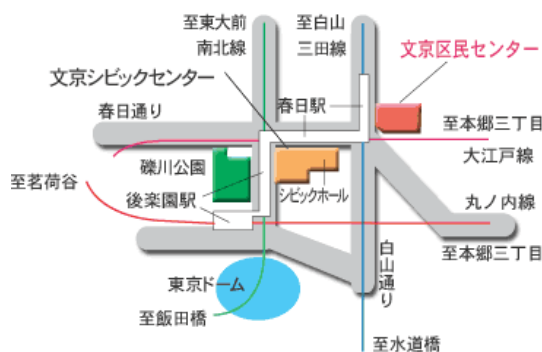 至東大前
南北線
至白山
三田線
文京区民センター
文京シビックセンター
春日通り
春日駅
至本郷三丁目
大江戸線
礫川公園
至茗荷谷
後楽園駅
シビックホール
丸ノ内線
至本郷三丁目
白山通り
東京ドーム
至飯田橋
至水道橋